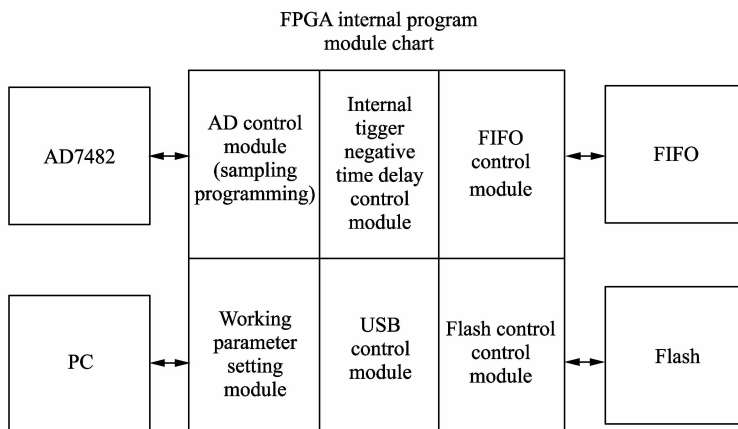 FPGA internal program
module chart
AD7482
AD control
module
(sampling
programming)
Internal
tigger
negative
time delay
control
module
FIFO
control
module
FIFO
PC
Working
parameter
setting
module
USB
control
module
Flash control
control
module
Flash